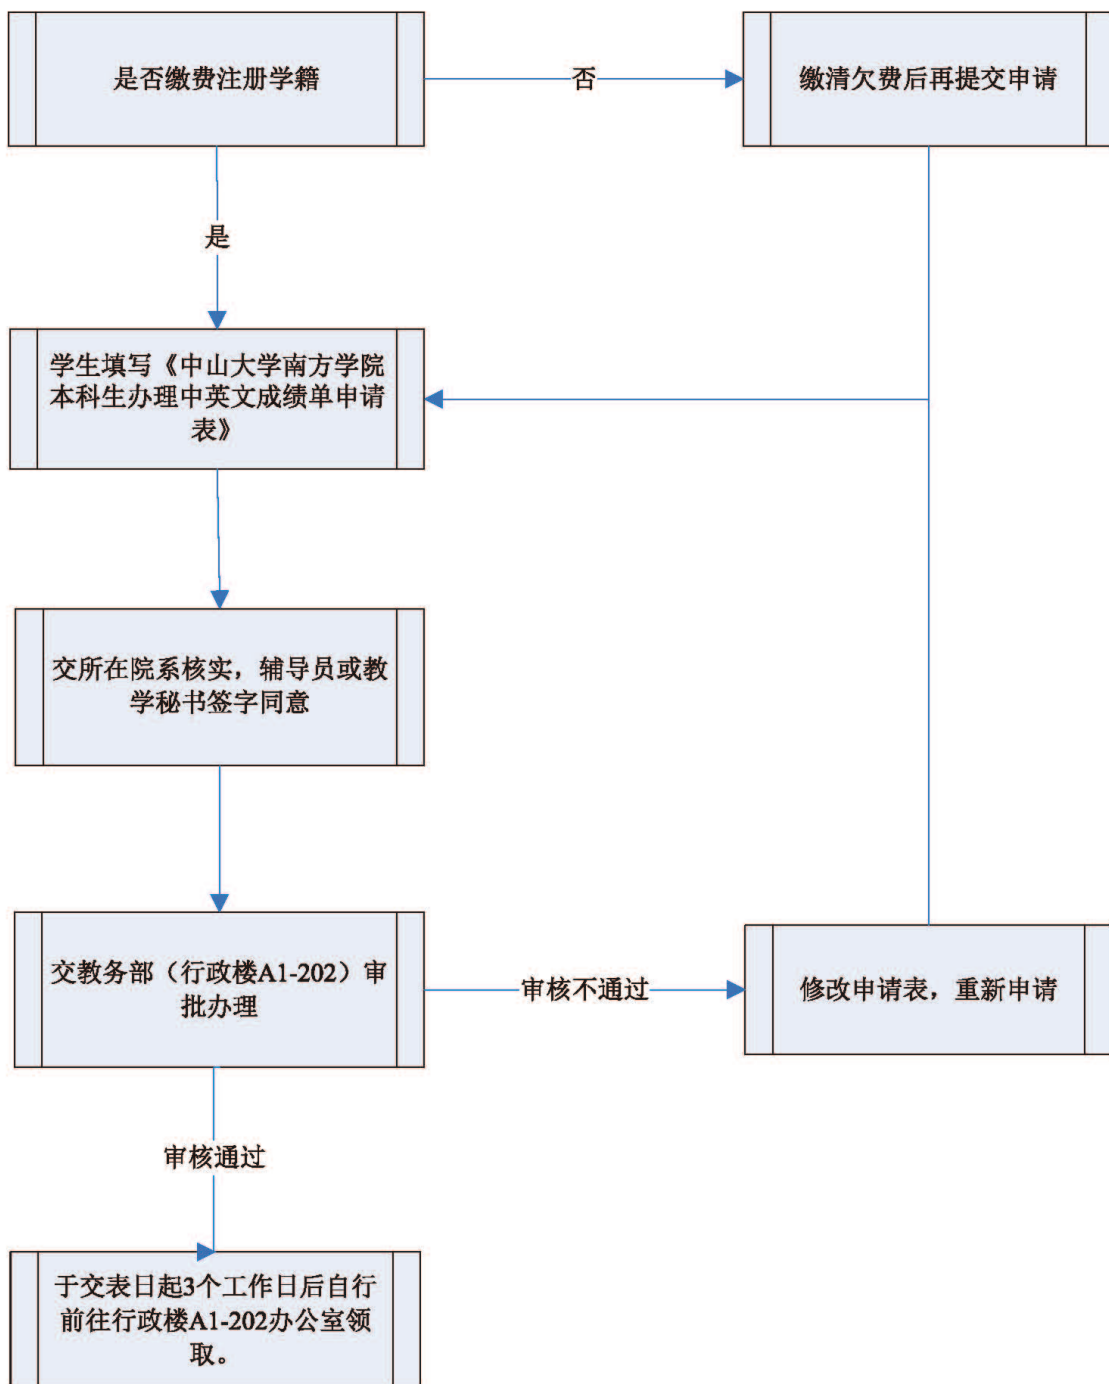 是否缴费注册学籍
否
缴清欠费后再提交申请
是
学生填写《中山大学南方学院
本科生办理中英文成绩单申请
表》
交所在院系核实，辅导员或教
学秘书签字同意
交教务部（行政楼A1-202）审
批办理
审核不通过
修改申请表，重新申请
审核通过
于交表日起3个工作日后自行
前往行政楼A1-202办公室领
取。